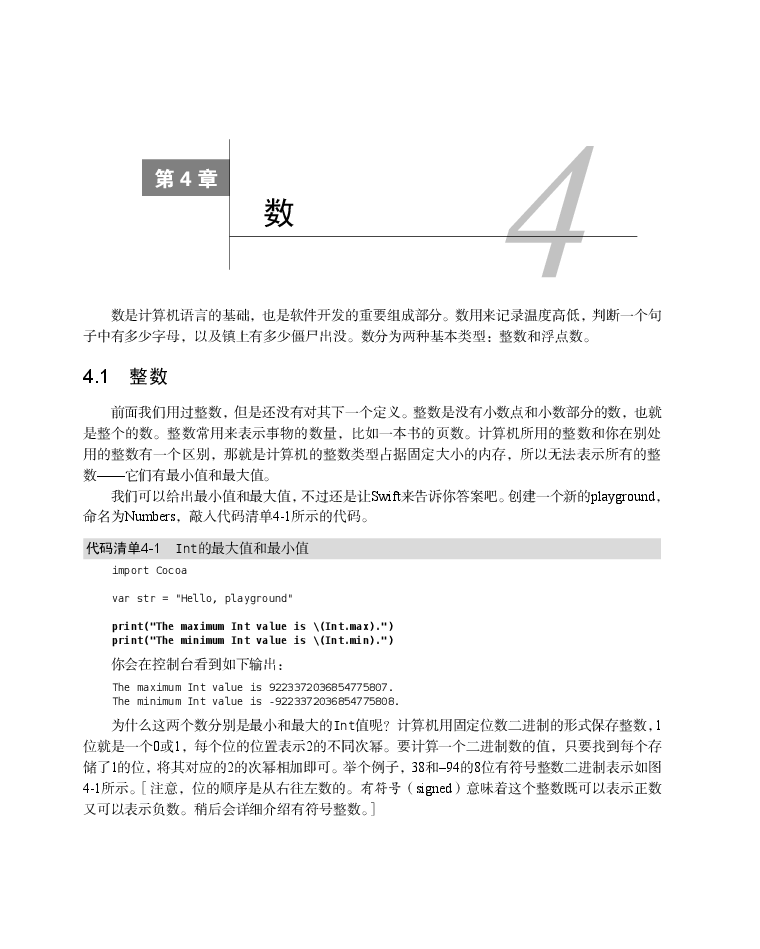 第 4 章
4
数
数是计算机语言的基础，也是软件开发的重要组成部分。数用来记录温度高低，判断一个句
子中有多少字母，以及镇上有多少僵尸出没。数分为两种基本类型：整数和浮点数。
4.1 整数
前面我们用过整数，但是还没有对其下一个定义。整数是没有小数点和小数部分的数，也就
是整个的数。整数常用来表示事物的数量，比如一本书的页数。计算机所用的整数和你在别处
用的整数有一个区别，那就是计算机的整数类型占据固定大小的内存，所以无法表示所有的整
数——它们有最小值和最大值。
我们可以给出最小值和最大值，不过还是让Swift来告诉你答案吧。创建一个新的playground，
命名为Numbers，敲入代码清单4-1所示的代码。
代码清单4-1 Int的最大值和最小值
import Cocoa
var str = "Hello, playground"
print("The maximum Int value is \(Int.max).")
print("The minimum Int value is \(Int.min).")
你会在控制台看到如下输出：
The maximum Int value is 9223372036854775807.
The minimum Int value is -9223372036854775808.
为什么这两个数分别是最小和最大的Int值呢？计算机用固定位数二进制的形式保存整数，1
位就是一个0或1，每个位的位置表示2的不同次幂。要计算一个二进制数的值，只要找到每个存
储了1的位，将其对应的2的次幂相加即可。举个例子，38和–94的8位有符号整数二进制表示如图
4-1所示。[ 注意，位的顺序是从右往左数的。有符号（signed）意味着这个整数既可以表示正数
又可以表示负数。稍后会详细介绍有符号整数。]